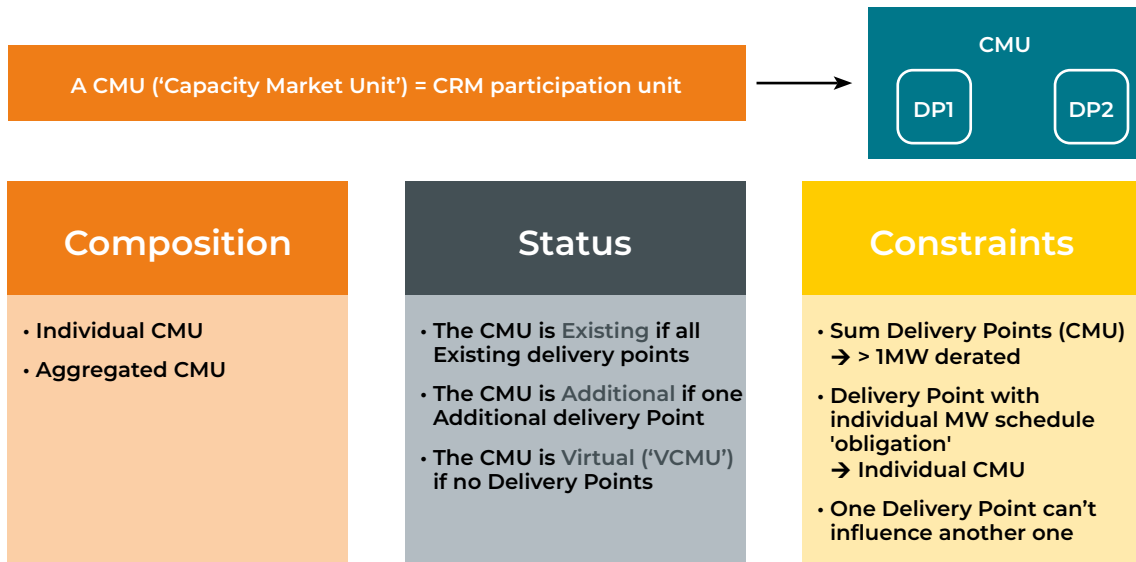 A CMU (‘Capacity Market Unit’) = CRM participation unit
CMU
DP1
DP2
Composition
• Individual CMU
• Aggregated CMU
Status
• The CMU is Existing if all
Existing delivery points
• The CMU is Additional if one
Additional delivery Point
• The CMU is Virtual (‘VCMU’)
if no Delivery Points
Constraints
• Sum Delivery Points (CMU)
→ > 1MW derated
• Delivery Point with
individual MW schedule
'obligation'
→ Individual CMU
• One Delivery Point can’t
influence another one